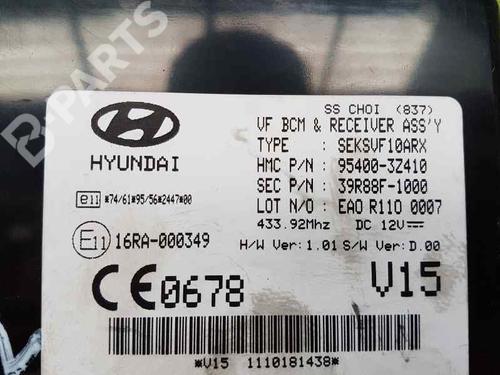 B-PARTS
SS CHOI (837)
VF BCM & RECEIVER ASS'Y
HYUNDAI
TYPE : SEKSVF10ARX
HMC P/N : 95400-3Z410
SEC P/N : 39R88F-1000
LOT N/O : EAO R110 0007
433.92Mhz DC 12V
H/W Ver: 1.01 S/W Ver: D.00
e11 *74/61*95/56*2447*00
E11 16RA-000349
CE0678
V15
*V15 1110181438*